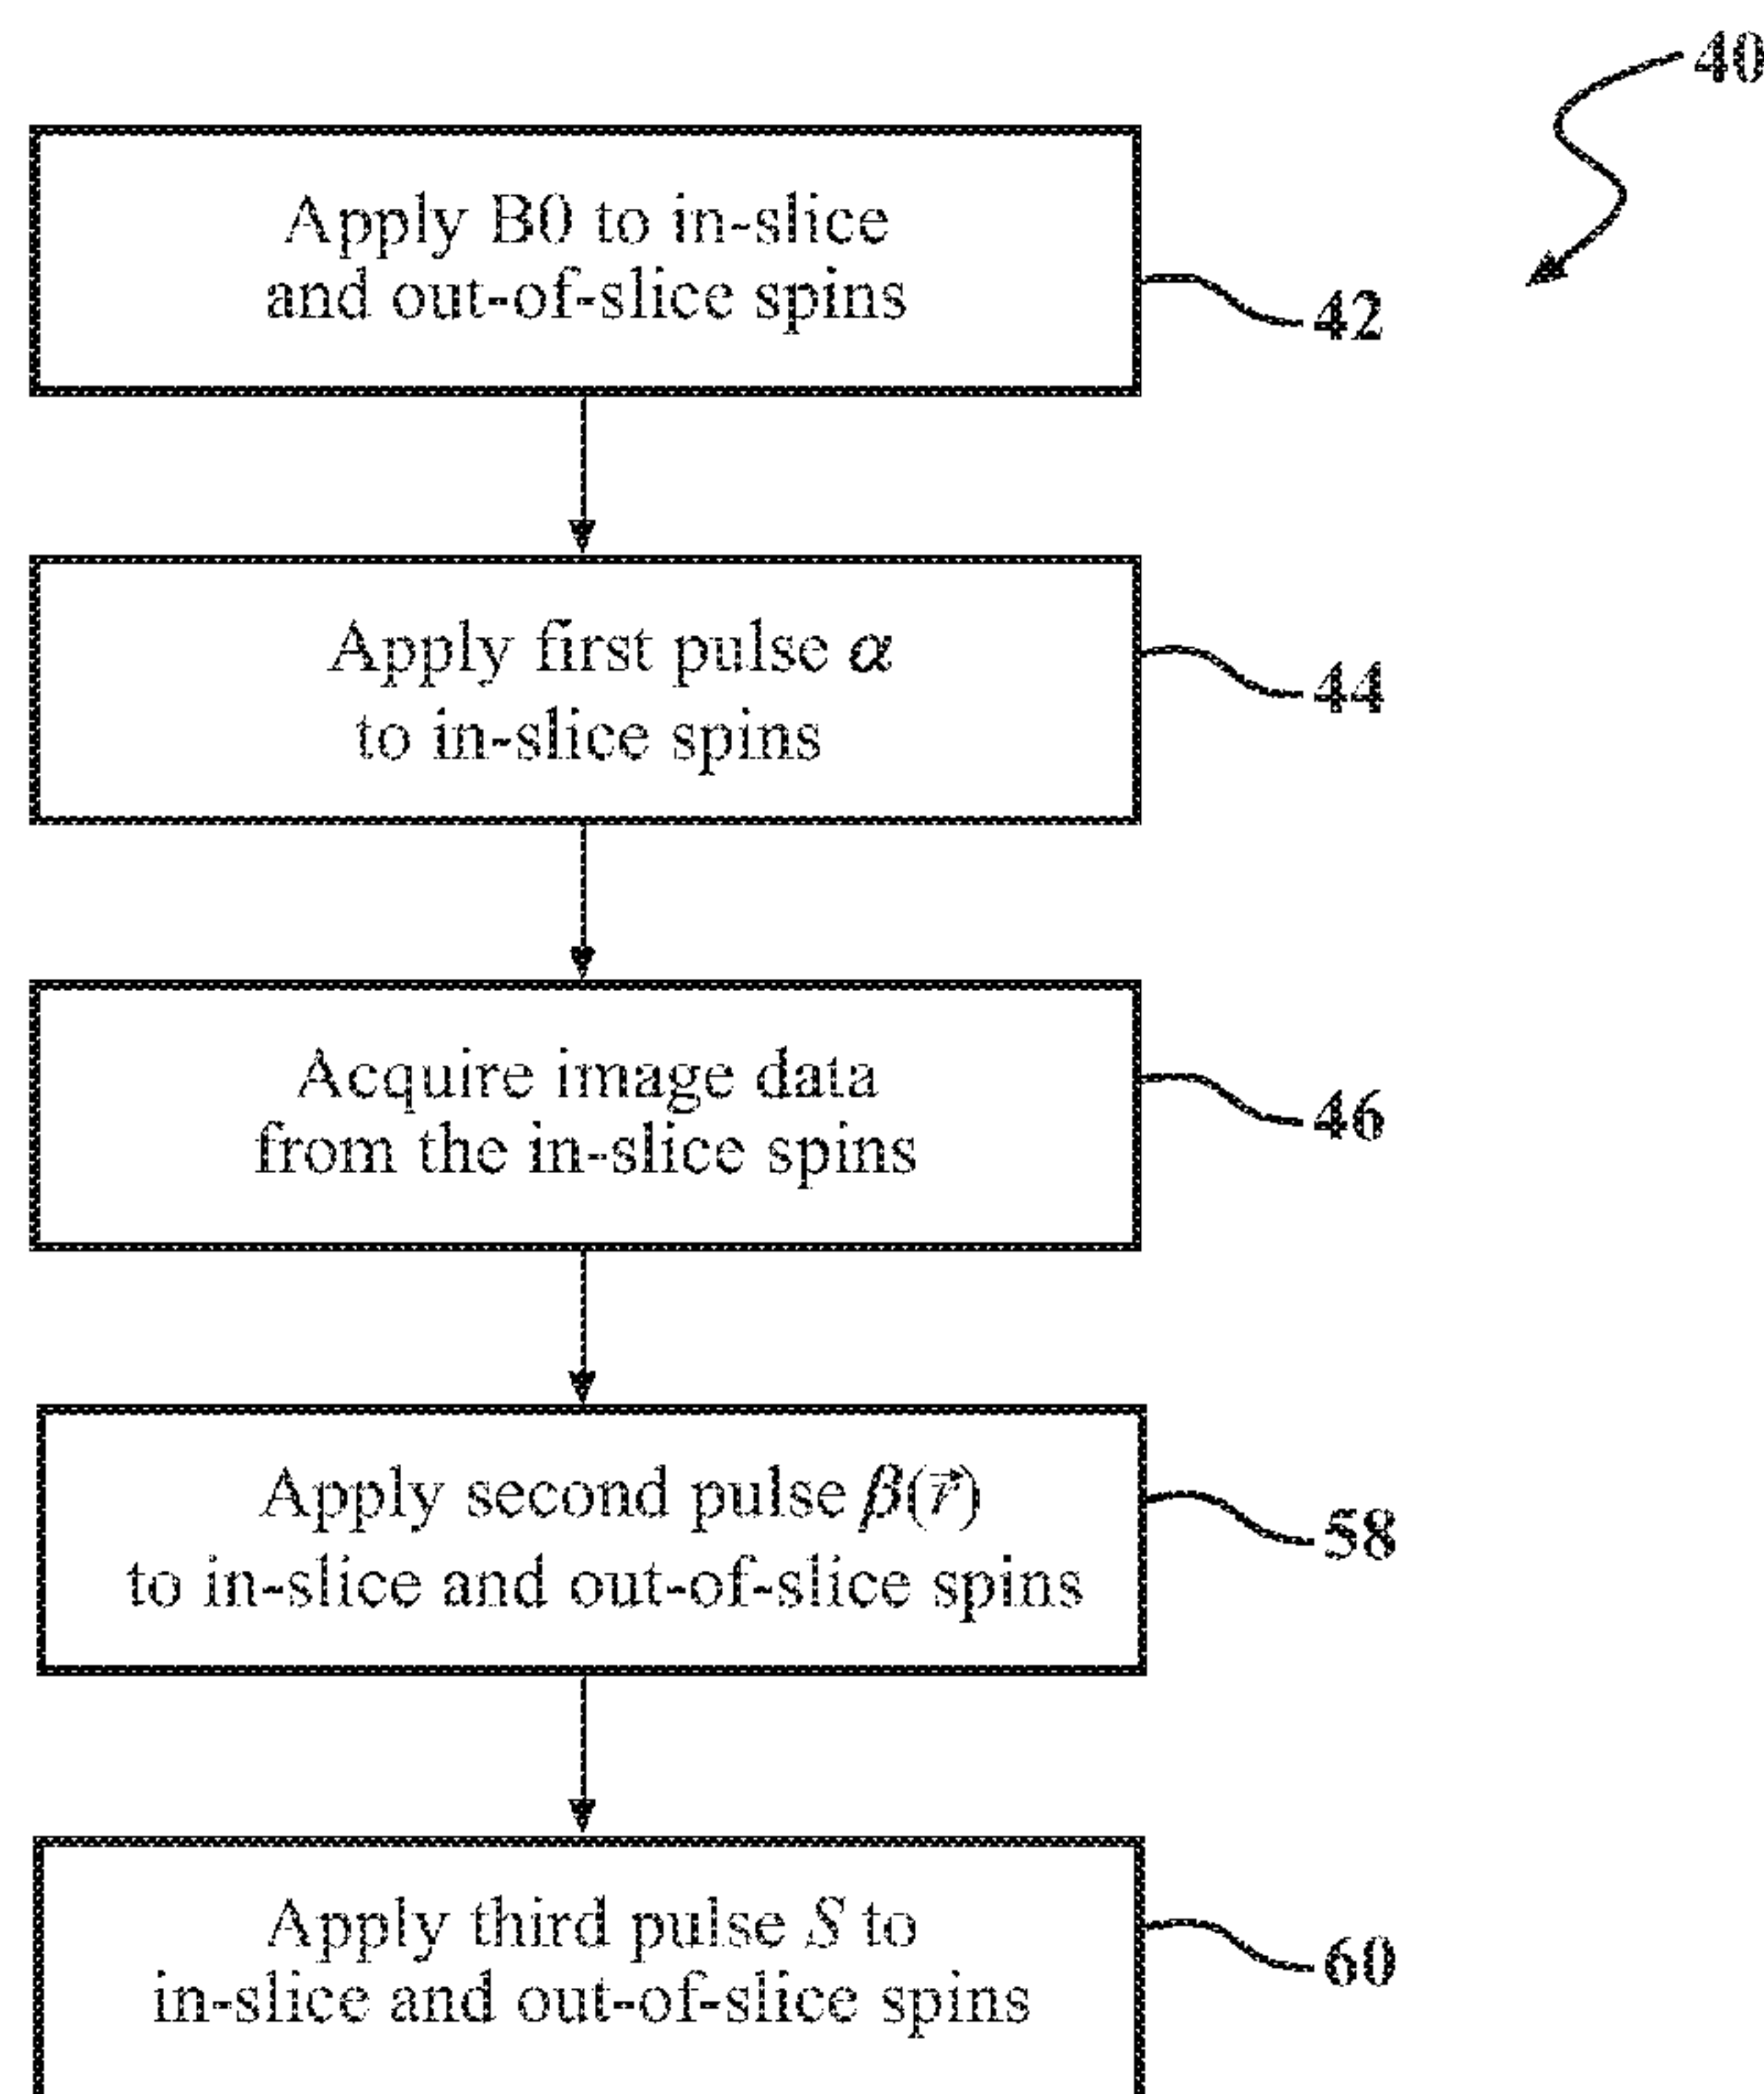 40
Apply B0 to in-slice
and out-of-slice spins
42
Apply first pulse α
to in-slice spins
44
Acquire image data
from the in-slice spins
46
Apply second pulse β(r⃗)
to in-slice and out-of-slice spins
58
Apply third pulse S to
in-slice and out-of-slice spins
60